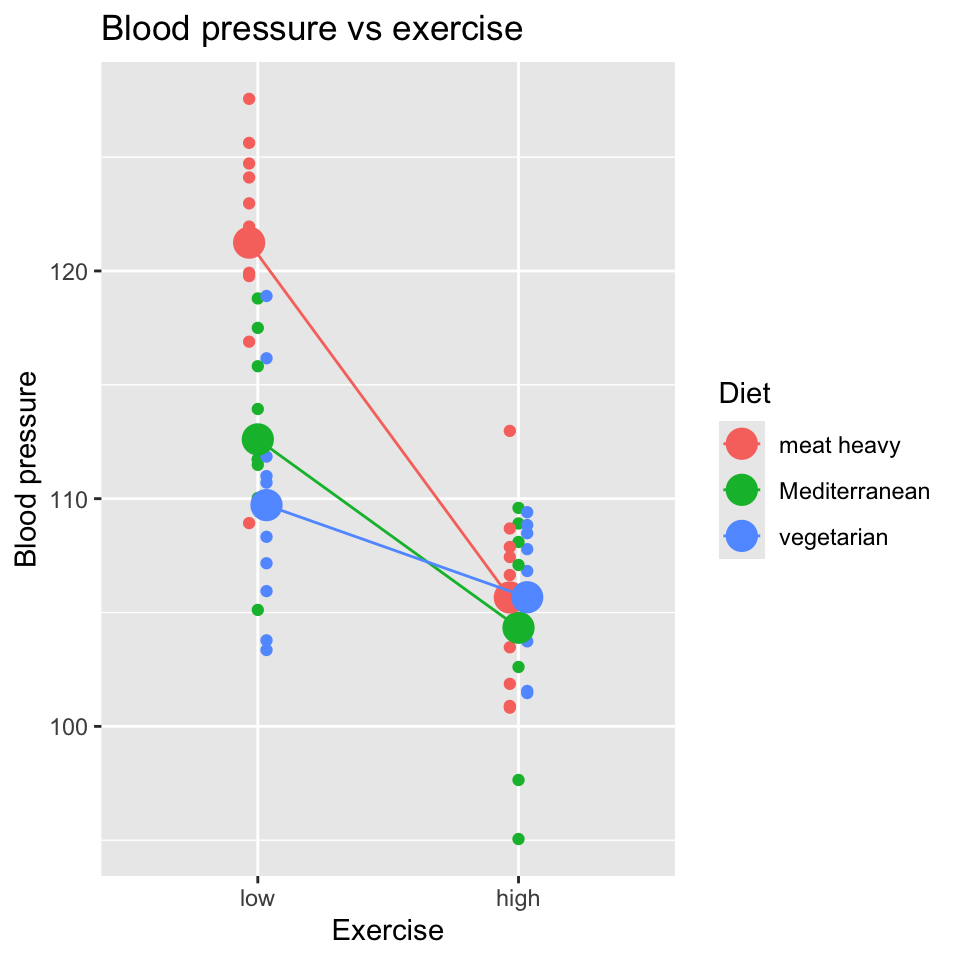 Blood pressure vs exercise
120
110
100
Blood pressure
low
high
Exercise
Diet
meat heavy
Mediterranean
vegetarian